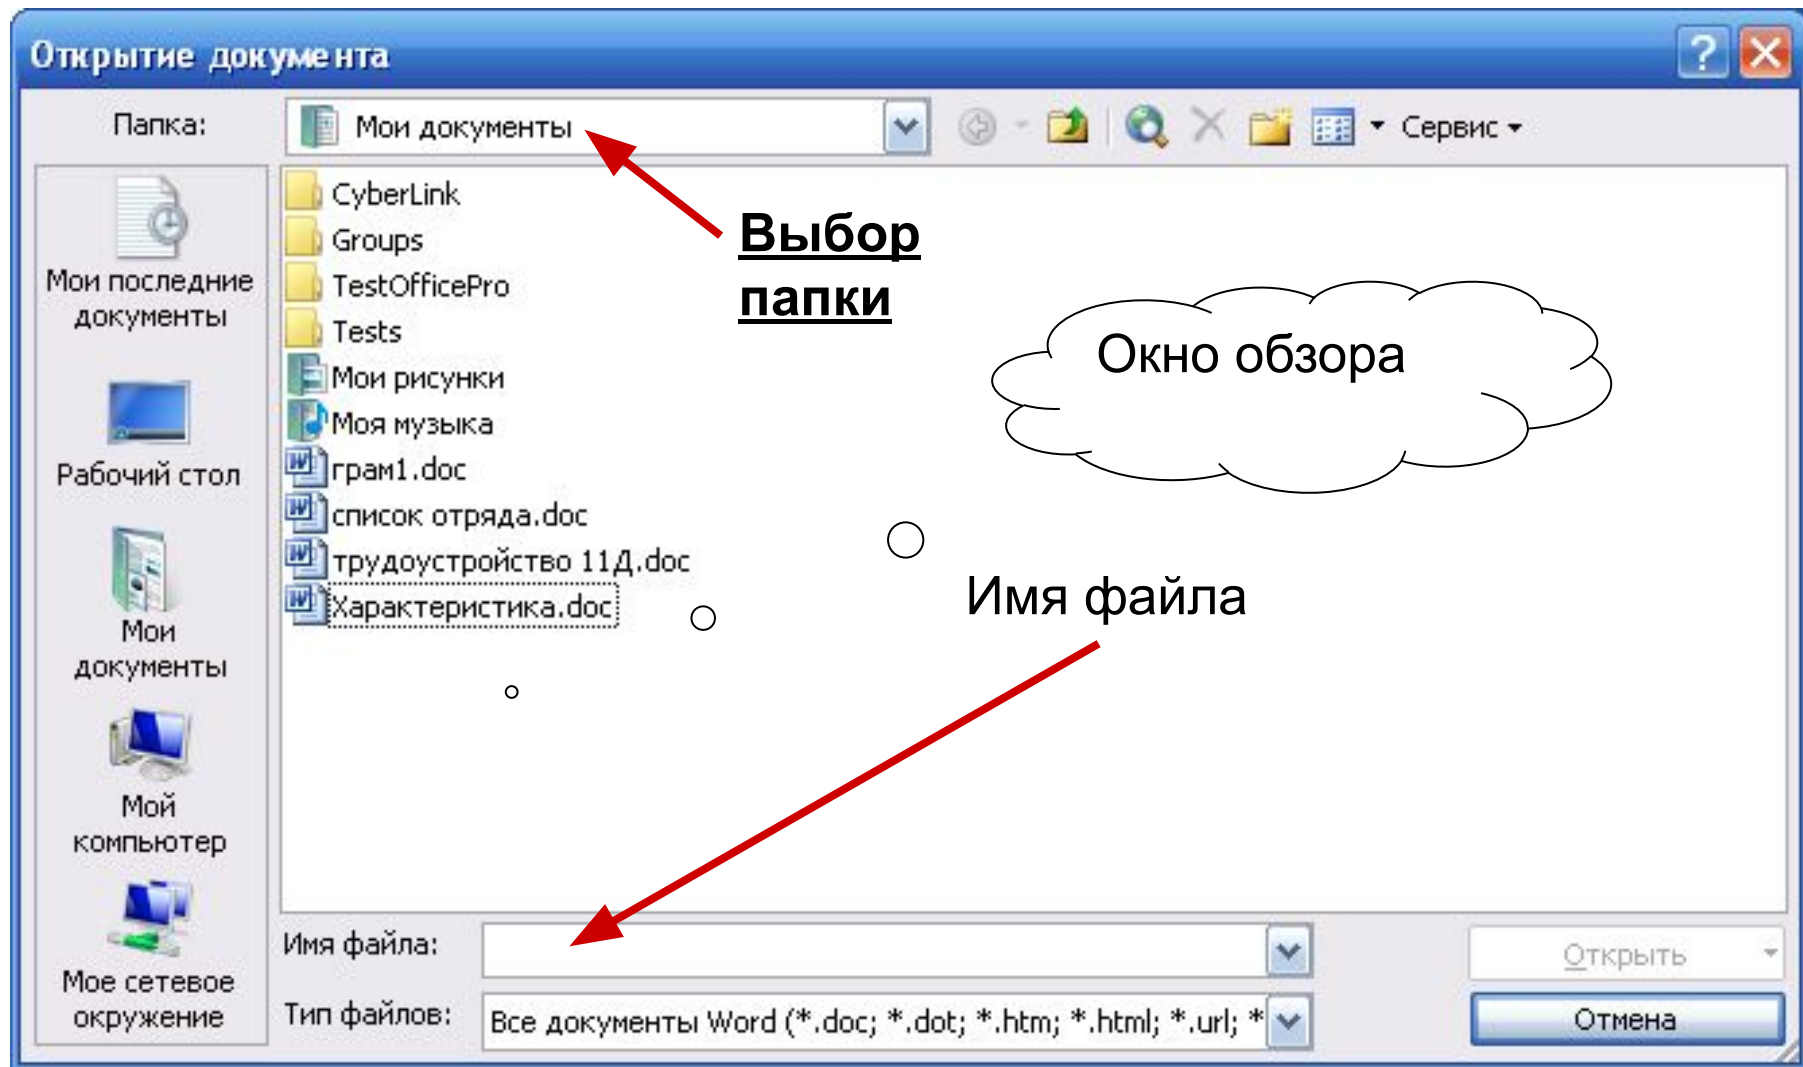 Открытие документа
?
Папка:
Мои документы
Сервис
Мои последние
документы
Рабочий стол
Мои
документы
Мой
компьютер
Мое сетевое
окружение
CyberLink
Groups
TestOfficePro
Tests
Мои рисунки
Моя музыка
грам1.doc
список отряда.doc
трудоустройство 11Д.doc
Характеристика.doc
Выбор
папки
Окно обзора
Имя файла
Имя файла:
Открыть
Тип файлов:
Все документы Word (*.doc; *.dot; *.htm; *.html; *.url; *
Отмена